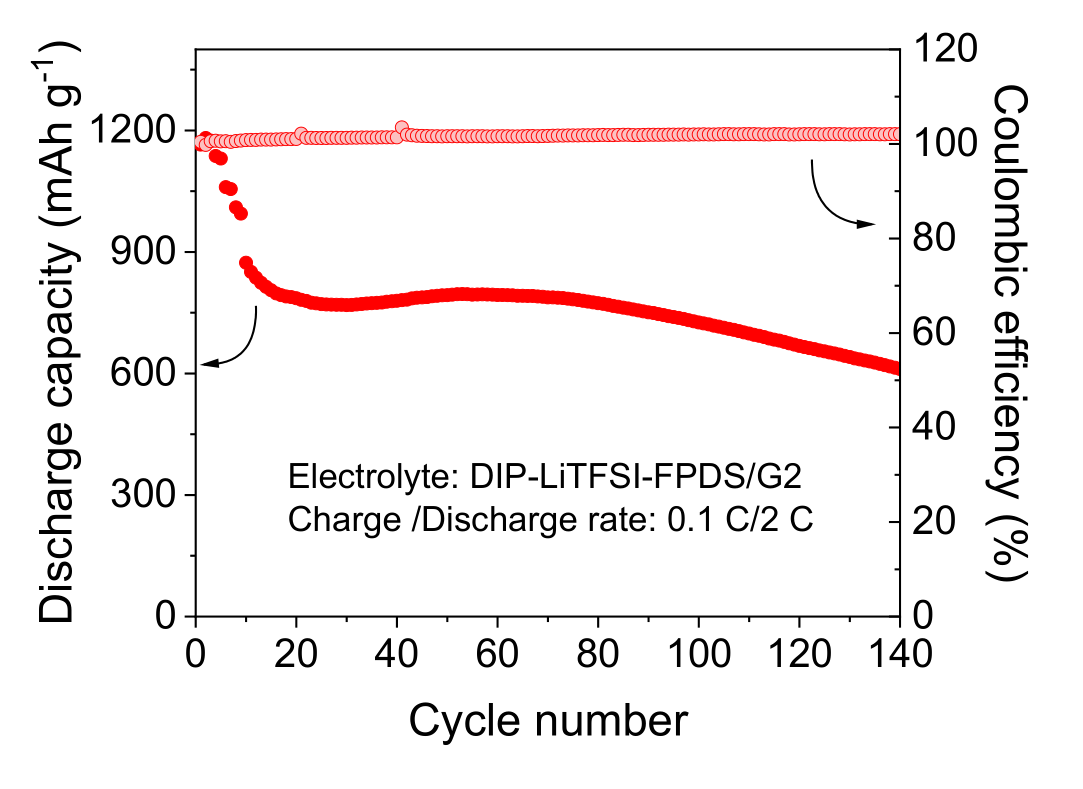 Discharge capacity (mAh g⁻¹)
1200
900
600
300
0
Electrolyte: DIP-LiTFSI-FPDS/G2
Charge /Discharge rate: 0.1 C/2 C
120
100
80
60
40
20
0
Coulombic efficiency (%)
0 20 40 60 80 100 120 140
Cycle number